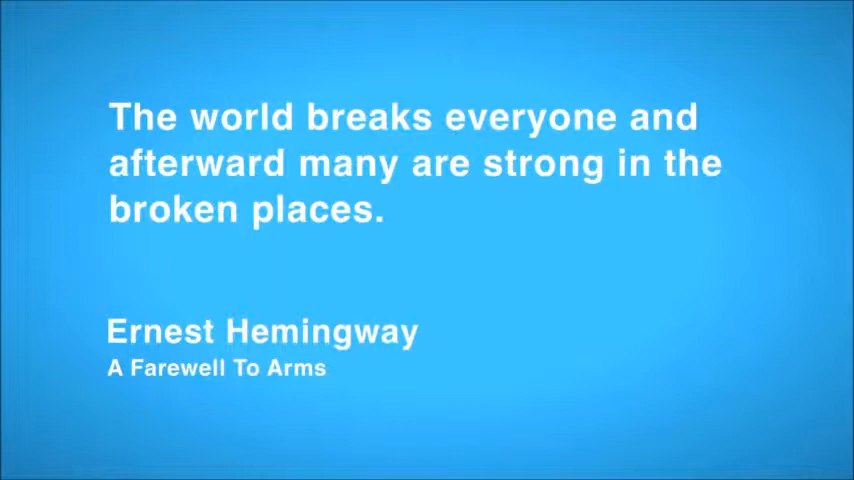 The world breaks everyone and
afterward many are strong in the
broken places.
Ernest Hemingway
A Farewell To Arms